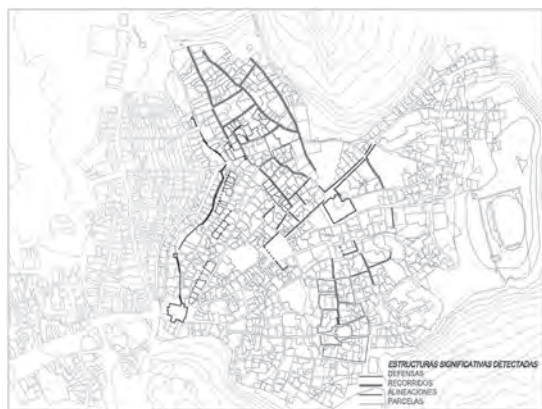 ESTRUCTURAS SIGNIFICATIVAS DETECTADAS
DEFENSAS
RECORRIDOS
ALINEACIONES
PARCELAS